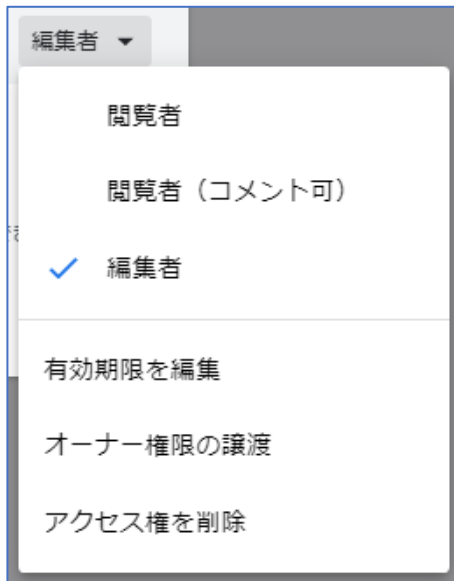 編集者
閲覧者
閲覧者（コメント可）
編集者
有効期限を編集
オーナー権限の譲渡
アクセス権を削除